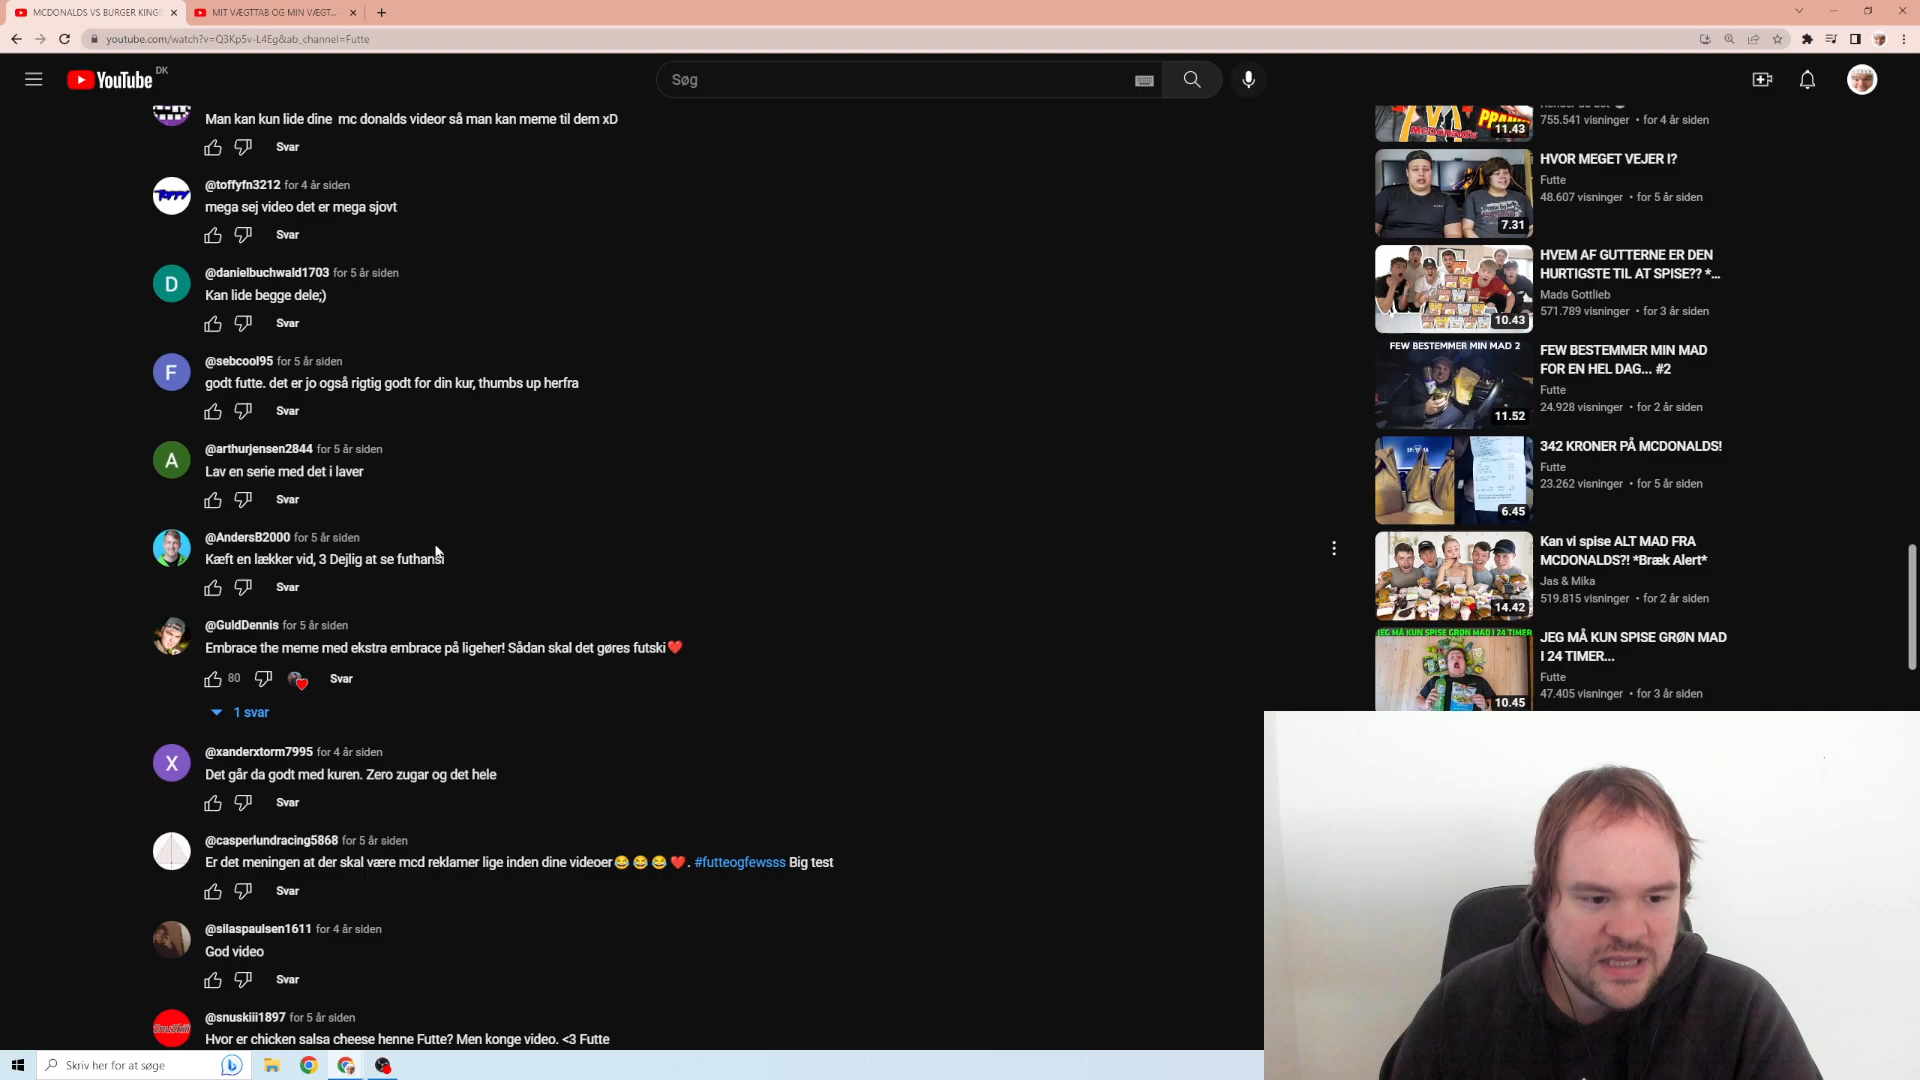 MCDONALDS VS BURGER KING!
MIT VÆGTTAB OG MIN VÆGT...
youtube.com/watch?v=Q3Kp5v-L4Eg&ab_channel=Futte
YouTube DK
Søg
Man kan kun lide dine mc donalds videor så man kan meme til dem xD
Svar
@toffyfn3212 for 4 år siden
mega sej video det er mega sjovt
Svar
D
@danielbuchwald1703 for 5 år siden
Kan lide begge dele;)
Svar
F
@sebcool95 for 5 år siden
godt futte. det er jo også rigtig godt for din kur, thumbs up herfra
Svar
A
@arthurjensen2844 for 5 år siden
Lav en serie med det i laver
Svar
@AndersB2000 for 5 år siden
Kæft en lækker vid, 3 Dejlig at se futhansi
Svar
@GuldDennis for 5 år siden
Embrace the meme med ekstra embrace på ligeher! Sådan skal det gøres futski❤
80 Svar
1 svar
X
@xanderxtorm7995 for 4 år siden
Det går da godt med kuren. Zero zugar og det hele
Svar
@casperlundracing5868 for 5 år siden
Er det meningen at der skal være mcd reklamer lige inden dine videoer😂 😂 😂 ❤. #futteogfewsss Big test
Svar
@silaspaulsen1611 for 4 år siden
God video
Svar
@snuskiii1897 for 5 år siden
Hvor er chicken salsa cheese henne Futte? Men konge video. <3 Futte
11.43
755.541 visninger • for 4 år siden
7.31
HVOR MEGET VEJER I?
Futte
48.607 visninger • for 5 år siden
10.43
HVEM AF GUTTERNE ER DEN
HURTIGSTE TIL AT SPISE?? *...
Mads Gottlieb
571.789 visninger • for 3 år siden
FEW BESTEMMER MIN MAD 2
11.52
FEW BESTEMMER MIN MAD
FOR EN HEL DAG... #2
Futte
24.928 visninger • for 2 år siden
6.45
342 KRONER PÅ MCDONALDS!
Futte
23.262 visninger • for 5 år siden
14.42
Kan vi spise ALT MAD FRA
MCDONALDS?! *Bræk Alert*
Jas & Mika
519.815 visninger • for 2 år siden
JEG MÅ KUN SPISE GRØN MAD I 24 TIMER
10.45
JEG MÅ KUN SPISE GRØN MAD
I 24 TIMER...
Futte
47.405 visninger • for 3 år siden
Skriv her for at søge